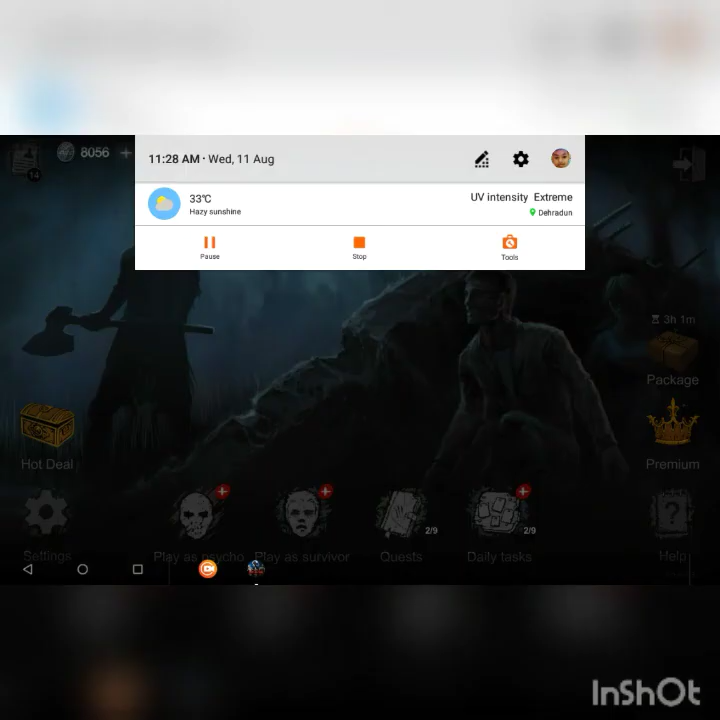 8056
14
11:28 AM · Wed, 11 Aug
33°C
Hazy sunshine
UV intensity Extreme
Dehradun
Pause
Stop
Tools
3h 1m
Package
Hot Deal
Premium
2/9
2/9
Settings
Play as psycho
Play as survivor
Quests
Daily tasks
Help
InShOt